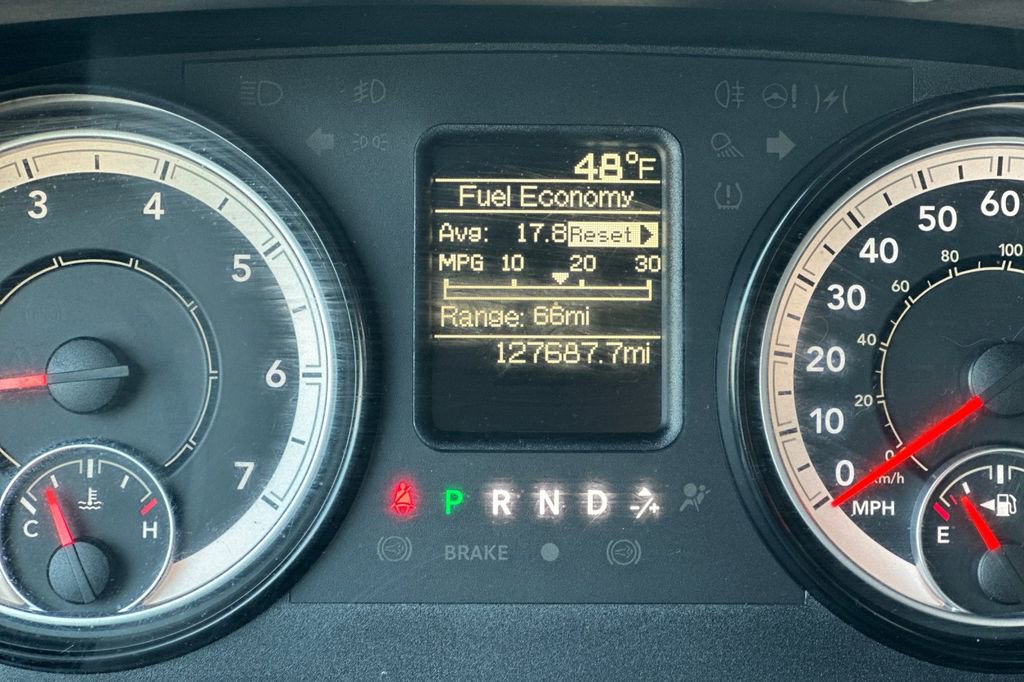 48°F
Fuel Economy
Avg: 17.8 Reset
MPG 10 20 30
Range: 66mi
127687.7mi
3 4 5 6 7
C H
P R N D
BRAKE
0 10 20 30 40 50 60
0 20 40 60 80 100
km/h
MPH
E